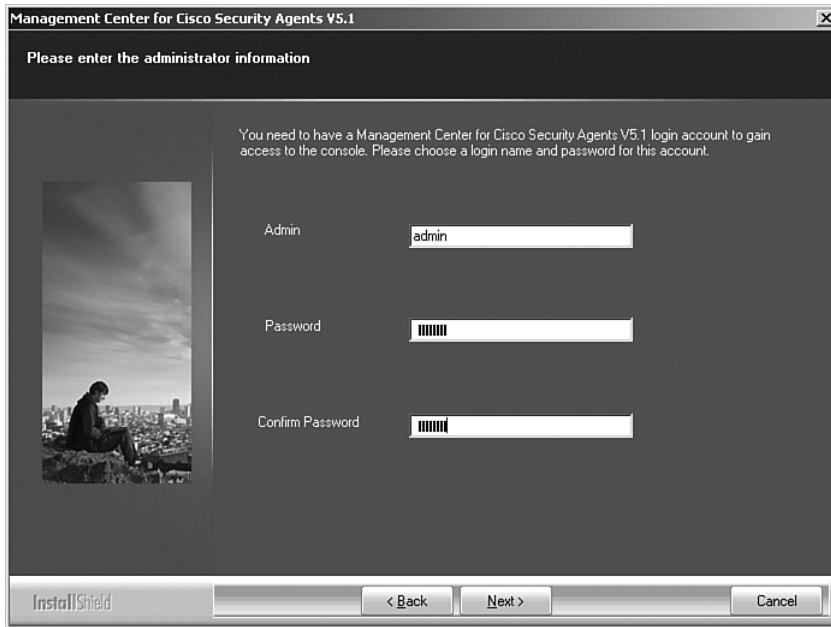 Management Center for Cisco Security Agents V5.1
Please enter the administrator information
You need to have a Management Center for Cisco Security Agents V5.1 login account to gain
access to the console. Please choose a login name and password for this account.
Admin
admin
Password
Confirm Password
InstallShield
< Back
Next >
Cancel